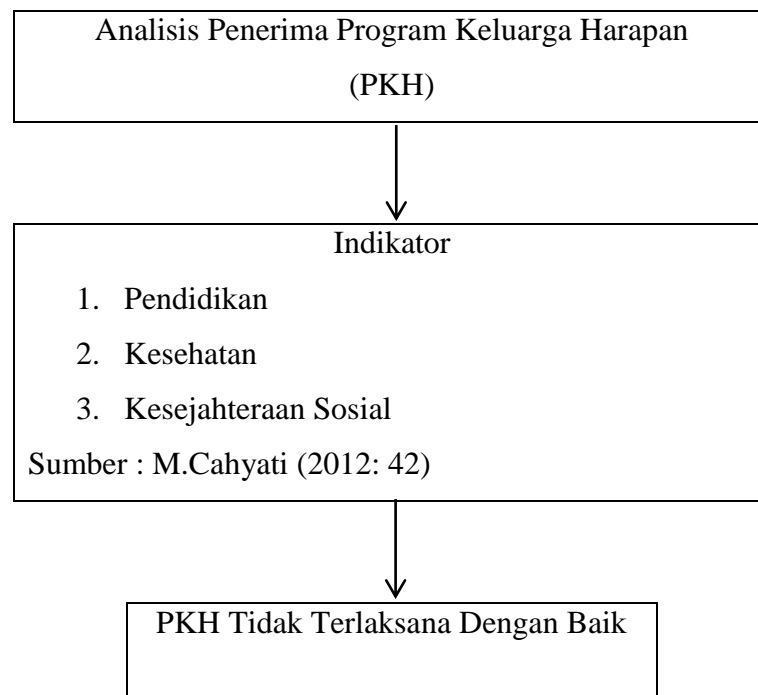 Analisis Penerima Program Keluarga Harapan
(PKH)
Indikator
1. Pendidikan
2. Kesehatan
3. Kesejahteraan Sosial
Sumber : M.Cahyati (2012: 42)
PKH Tidak Terlaksana Dengan Baik